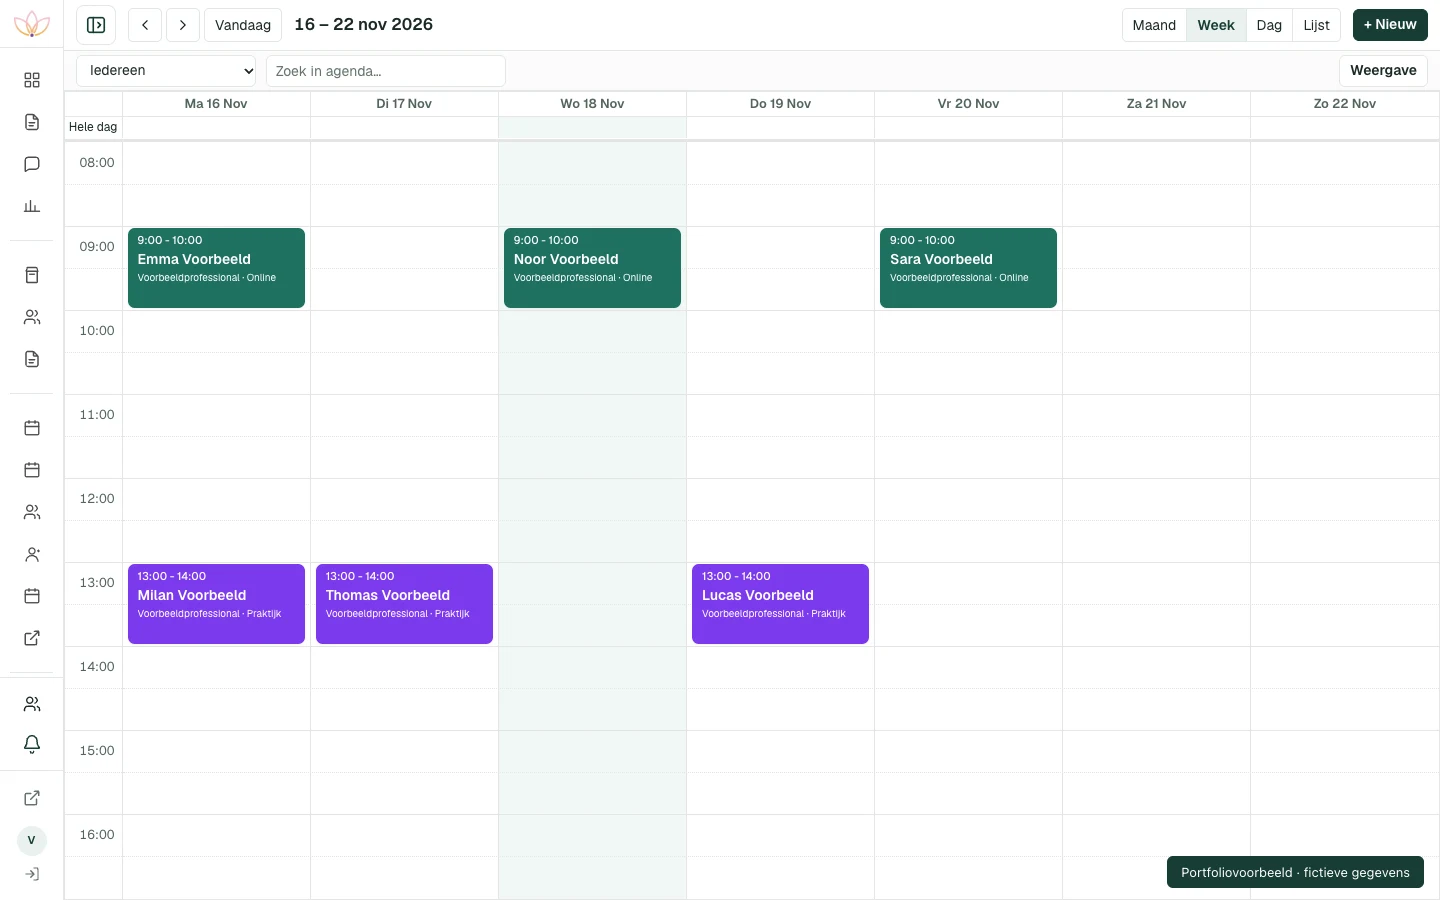 Vandaag
16 – 22 nov 2026
Maand
Week
Dag
Lijst
+ Nieuw
Iedereen
Zoek in agenda...
Weergave
Ma 16 Nov
Di 17 Nov
Wo 18 Nov
Do 19 Nov
Vr 20 Nov
Za 21 Nov
Zo 22 Nov
Hele dag
08:00
09:00
9:00 - 10:00
Emma Voorbeeld
Voorbeeldprofessional · Online
9:00 - 10:00
Noor Voorbeeld
Voorbeeldprofessional · Online
9:00 - 10:00
Sara Voorbeeld
Voorbeeldprofessional · Online
10:00
11:00
12:00
13:00
13:00 - 14:00
Milan Voorbeeld
Voorbeeldprofessional · Praktijk
13:00 - 14:00
Thomas Voorbeeld
Voorbeeldprofessional · Praktijk
13:00 - 14:00
Lucas Voorbeeld
Voorbeeldprofessional · Praktijk
14:00
15:00
16:00
V
Portfoliovoorbeeld · fictieve gegevens